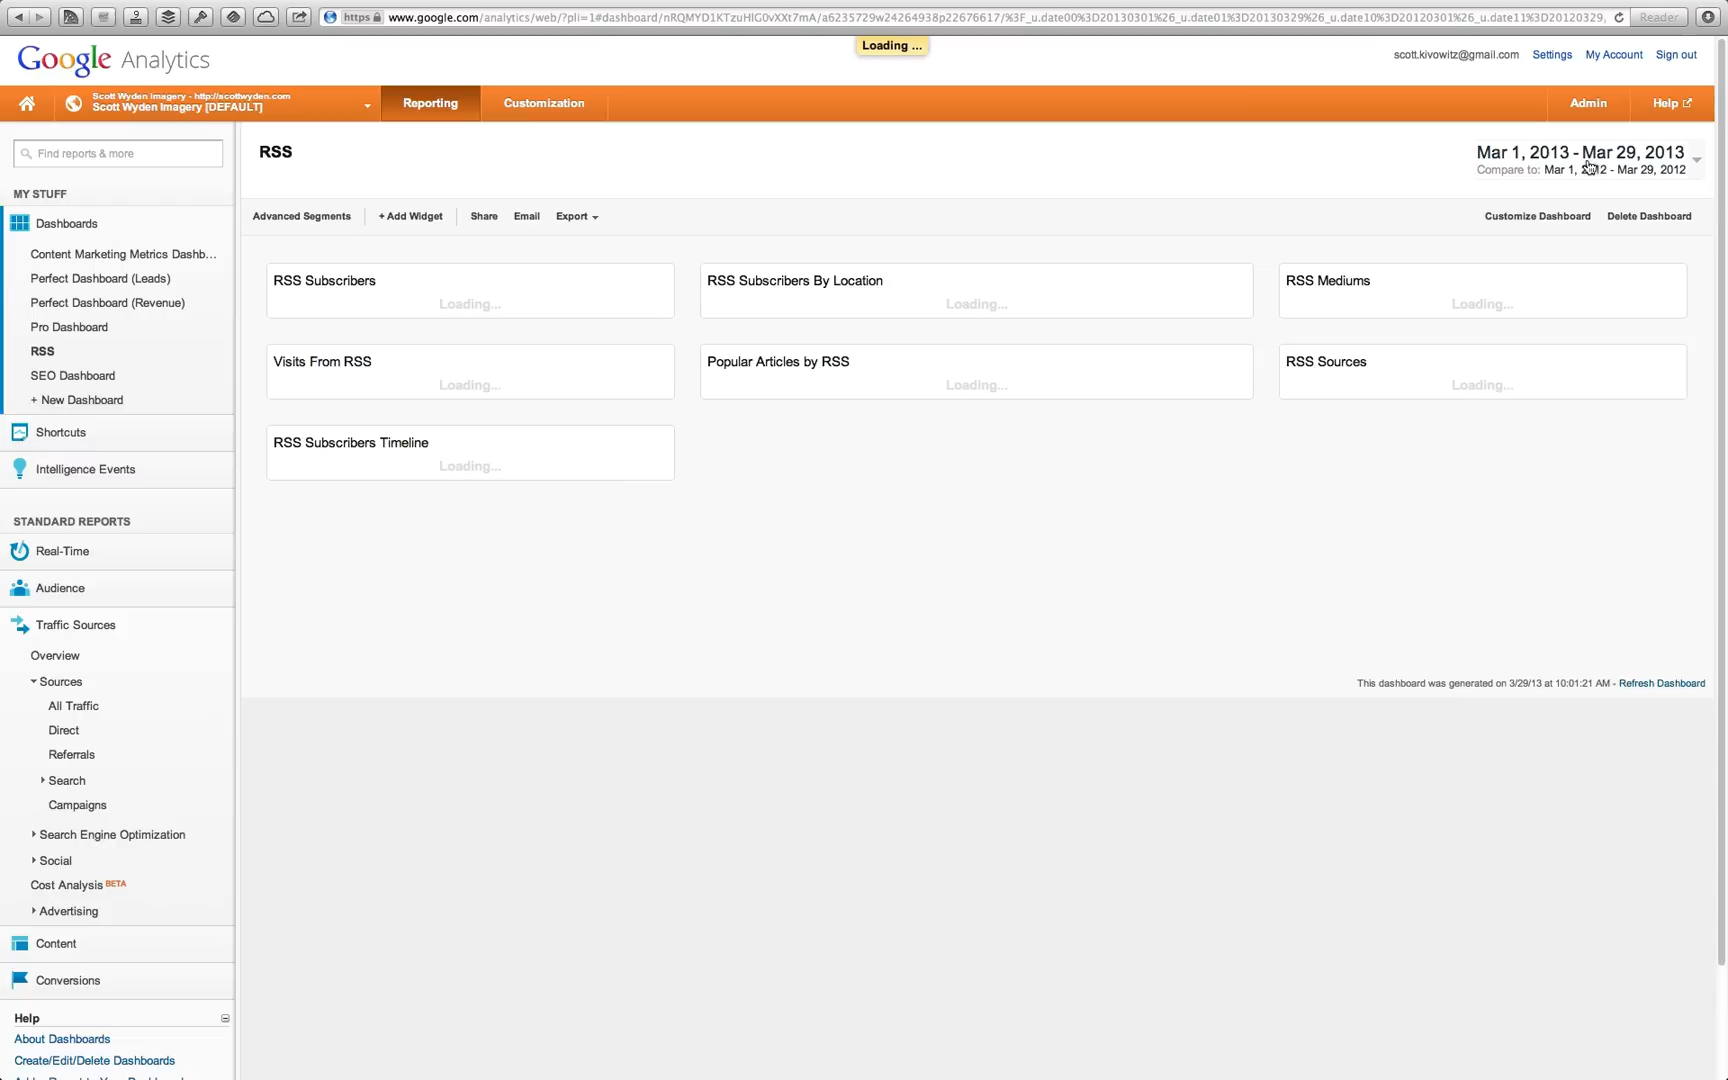 https www.google.com/analytics/web/?pli=1#dashboard/nRQMYD1KTzuHIG0vXXt7mA/a6235729w24264938p22676617/%3F_u.date00%3D20130301%26_u.date01%3D20130329%26_u.date10%3D20120301%26_u.date11%3D20120329,
Reader
Loading ...
Google Analytics
scott.kivowitz@gmail.com Settings My Account Sign out
Scott Wyden Imagery - http://scottwyden.com
Scott Wyden Imagery [DEFAULT]
Reporting
Customization
Admin
Help
Find reports & more
RSS
Mar 1, 2013 - Mar 29, 2013
Compare to: Mar 1, 2012 - Mar 29, 2012
Advanced Segments
+ Add Widget
Share
Email
Export
Customize Dashboard
Delete Dashboard
MY STUFF
Dashboards
Content Marketing Metrics Dashb...
Perfect Dashboard (Leads)
Perfect Dashboard (Revenue)
Pro Dashboard
RSS
SEO Dashboard
+ New Dashboard
Shortcuts
Intelligence Events
STANDARD REPORTS
Real-Time
Audience
Traffic Sources
Overview
Sources
All Traffic
Direct
Referrals
Search
Campaigns
Search Engine Optimization
Social
Cost Analysis BETA
Advertising
Content
Conversions
Help
About Dashboards
Create/Edit/Delete Dashboards
RSS Subscribers
Loading...
RSS Subscribers By Location
Loading...
RSS Mediums
Loading...
Visits From RSS
Loading...
Popular Articles by RSS
Loading...
RSS Sources
Loading...
RSS Subscribers Timeline
Loading...
This dashboard was generated on 3/29/13 at 10:01:21 AM - Refresh Dashboard